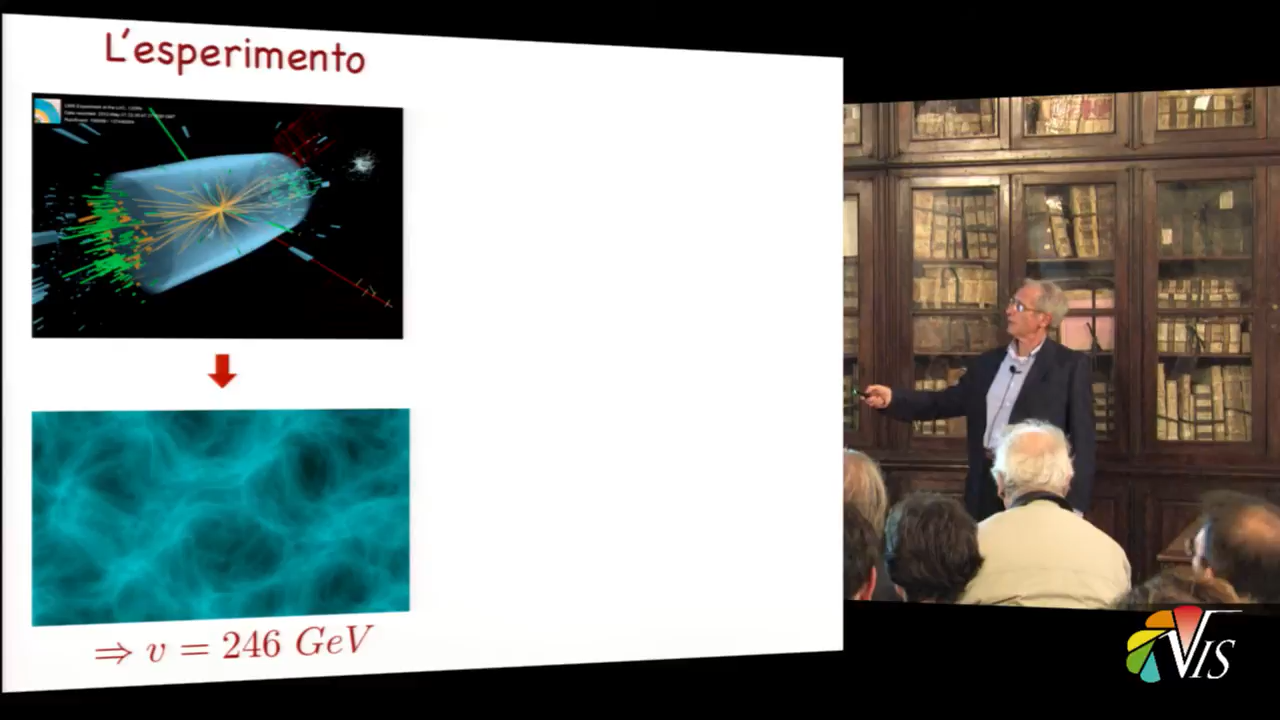 L'esperimento
⇒ v = 246 GeV
VIS